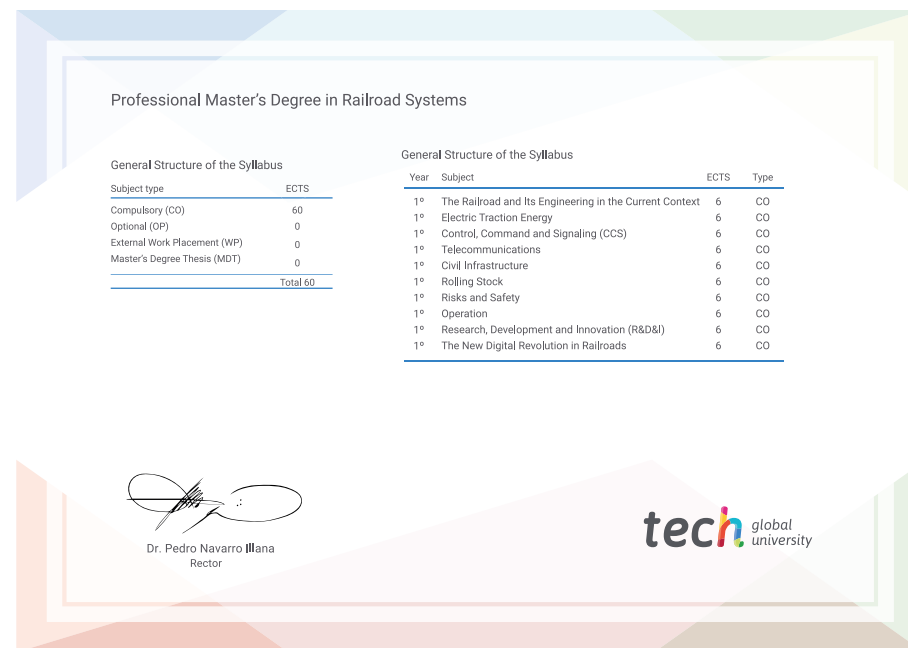 Professional Master's Degree in Railroad Systems
General Structure of the Syllabus
Subject type ECTS
Compulsory (CO) 60
Optional (OP) 0
External Work Placement (WP) 0
Master's Degree Thesis (MDT) 0
Total 60
General Structure of the Syllabus
Year Subject ECTS Type
1º The Railroad and Its Engineering in the Current Context 6 CO
1º Electric Traction Energy 6 CO
1º Control, Command and Signaling (CCS) 6 CO
1º Telecommunications 6 CO
1º Civil Infrastructure 6 CO
1º Rolling Stock 6 CO
1º Risks and Safety 6 CO
1º Operation 6 CO
1º Research, Development and Innovation (R&D&I) 6 CO
1º The New Digital Revolution in Railroads 6 CO
Dr. Pedro Navarro Illana
Rector
tech global
university